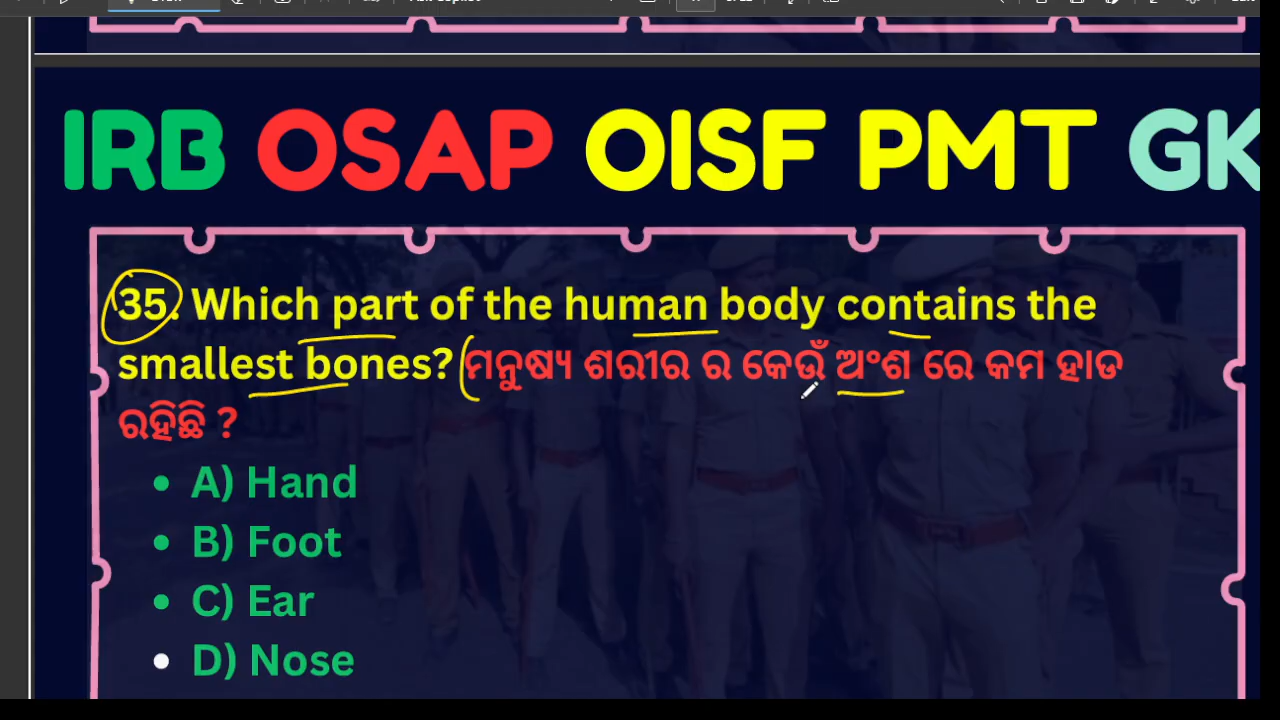 IRB OSAP OISF PMT GK
35. Which part of the human body contains the
smallest bones? (ମନୁଷ୍ୟ ଶରୀର ର କେଉଁ ଅଂଶ ରେ କମ ହାଡ
ରହିଛି ?
• A) Hand
• B) Foot
• C) Ear
• D) Nose